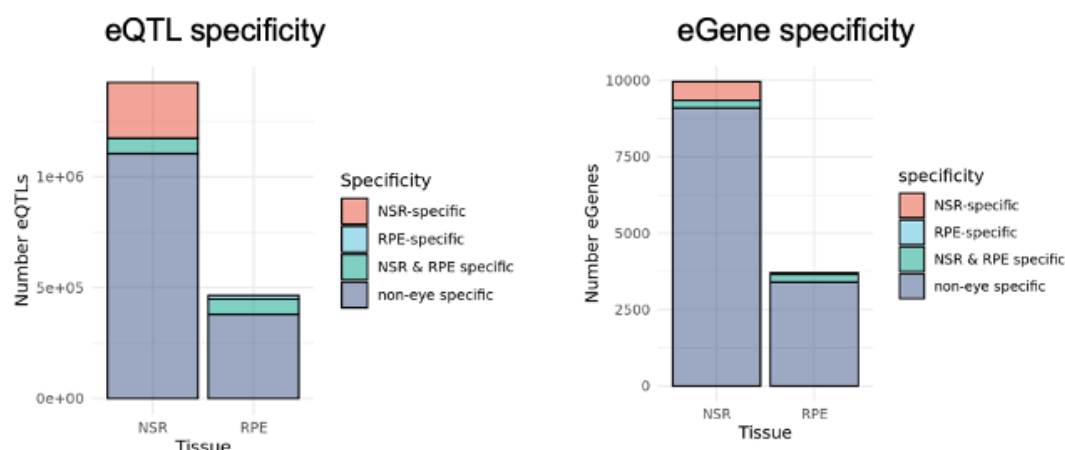 eQTL specificity
Number eQTLs
1e+06
5e+05
0e+00
NSR
RPE
Tissue
Specificity
NSR-specific
RPE-specific
NSR & RPE specific
non-eye specific
eGene specificity
Number eGenes
10000
7500
5000
2500
0
NSR
RPE
Tissue
specificity
NSR-specific
RPE-specific
NSR & RPE specific
non-eye specific